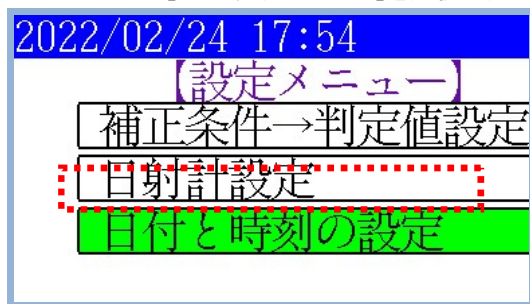 2022/02/24 17:54
【設定メニュー】
補正条件→判定値設定
日射計設定
日付と時刻の設定